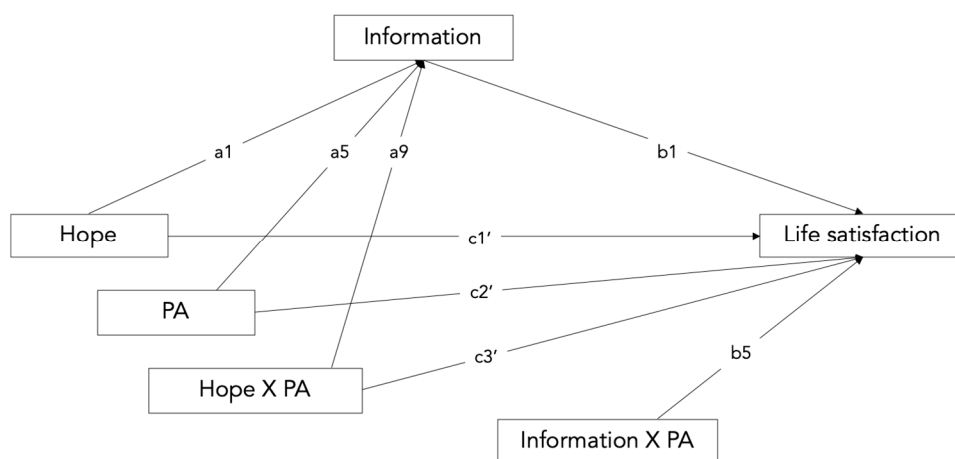 Information
a1
a5
a9
b1
Hope
c1’
Life satisfaction
PA
c2’
c3’
b5
Hope X PA
Information X PA